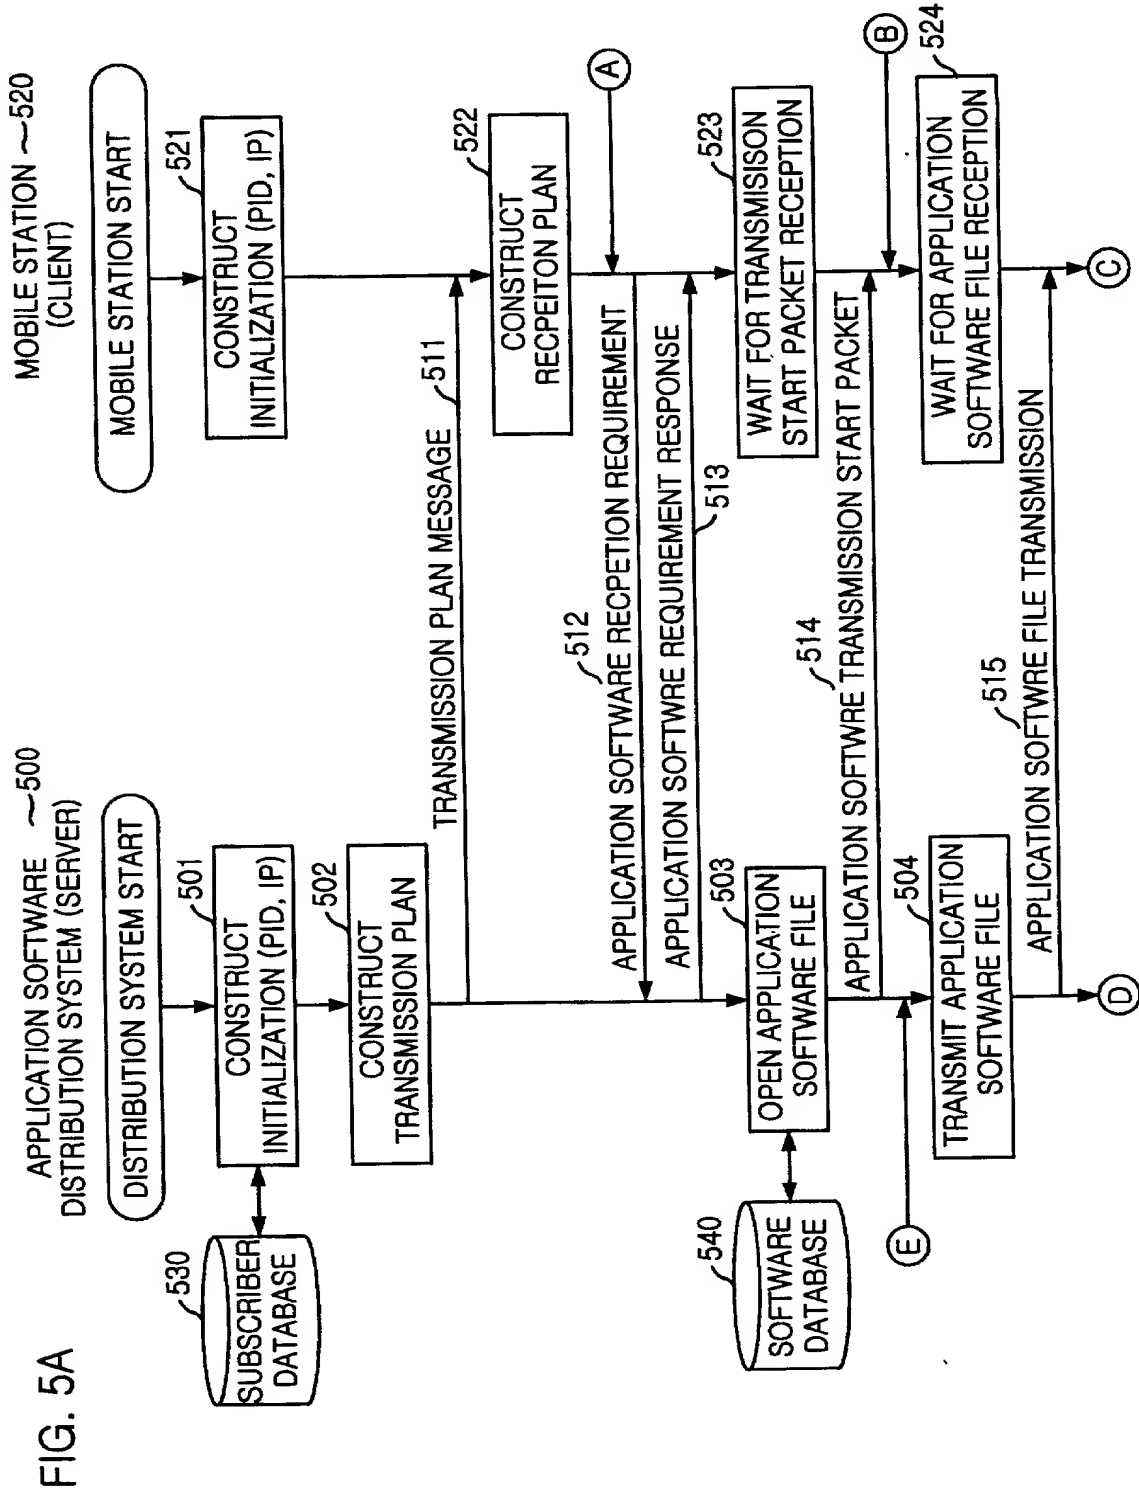 FIG. 5A
APPLICATION SOFTWARE ~500
DISTRIBUTION SYSTEM (SERVER)
MOBILE STATION ~520
(CLIENT)
DISTRIBUTION SYSTEM START
MOBILE STATION START
530
SUBSCRIBER
DATABASE
501
CONSTRUCT
INITIALIZATION (PID, IP)
521
CONSTRUCT
INITIALIZATION (PID, IP)
502
CONSTRUCT
TRANSMISSION PLAN
TRANSMISSION PLAN MESSAGE
511
522
CONSTRUCT
RECPEITON PLAN
A
512
APPLICATION SOFTWARE RECPETION REQUIREMENT
APPLICATION SOFTWRE REQUIREMENT RESPONSE
513
540
SOFTWARE
DATABASE
503
OPEN APPLICATION
SOFTWARE FILE
523
WAIT FOR TRANSMISISON
START PACKET RECEPTION
514
APPLICATION SOFTWRE TRANSMISSION START PACKET
E
B
504
TRANSMIT APPLICATION
SOFTWARE FILE
524
WAIT FOR APPLICATION
SOFTWARE FILE RECEPTION
515
APPLICATION SOFTWRE FILE TRANSMISSION
D
C